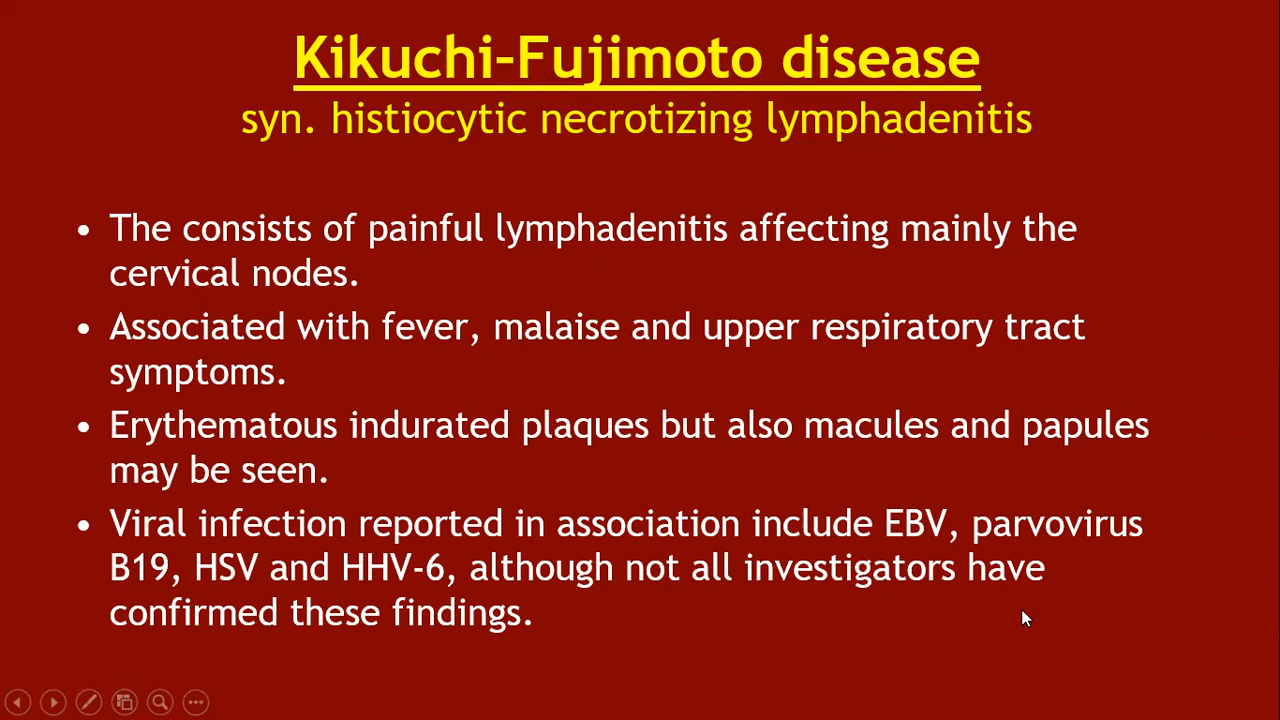 Kikuchi-Fujimoto disease
syn. histiocytic necrotizing lymphadenitis
• The consists of painful lymphadenitis affecting mainly the
cervical nodes.
• Associated with fever, malaise and upper respiratory tract
symptoms.
• Erythematous indurated plaques but also macules and papules
may be seen.
• Viral infection reported in association include EBV, parvovirus
B19, HSV and HHV-6, although not all investigators have
confirmed these findings.